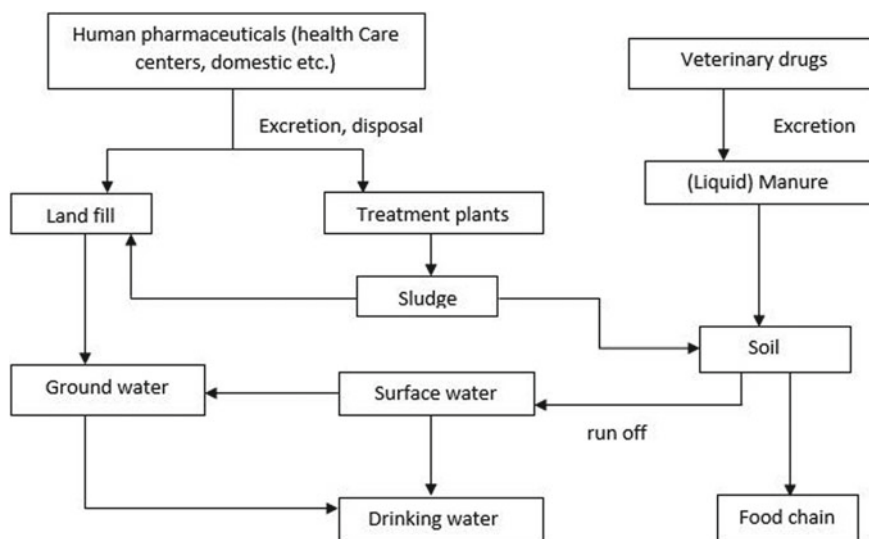 Human pharmaceuticals (health Care
centers, domestic etc.)
Veterinary drugs
Excretion, disposal
Excretion
(Liquid) Manure
Land fill
Treatment plants
Sludge
Soil
Ground water
Surface water
run off
Drinking water
Food chain